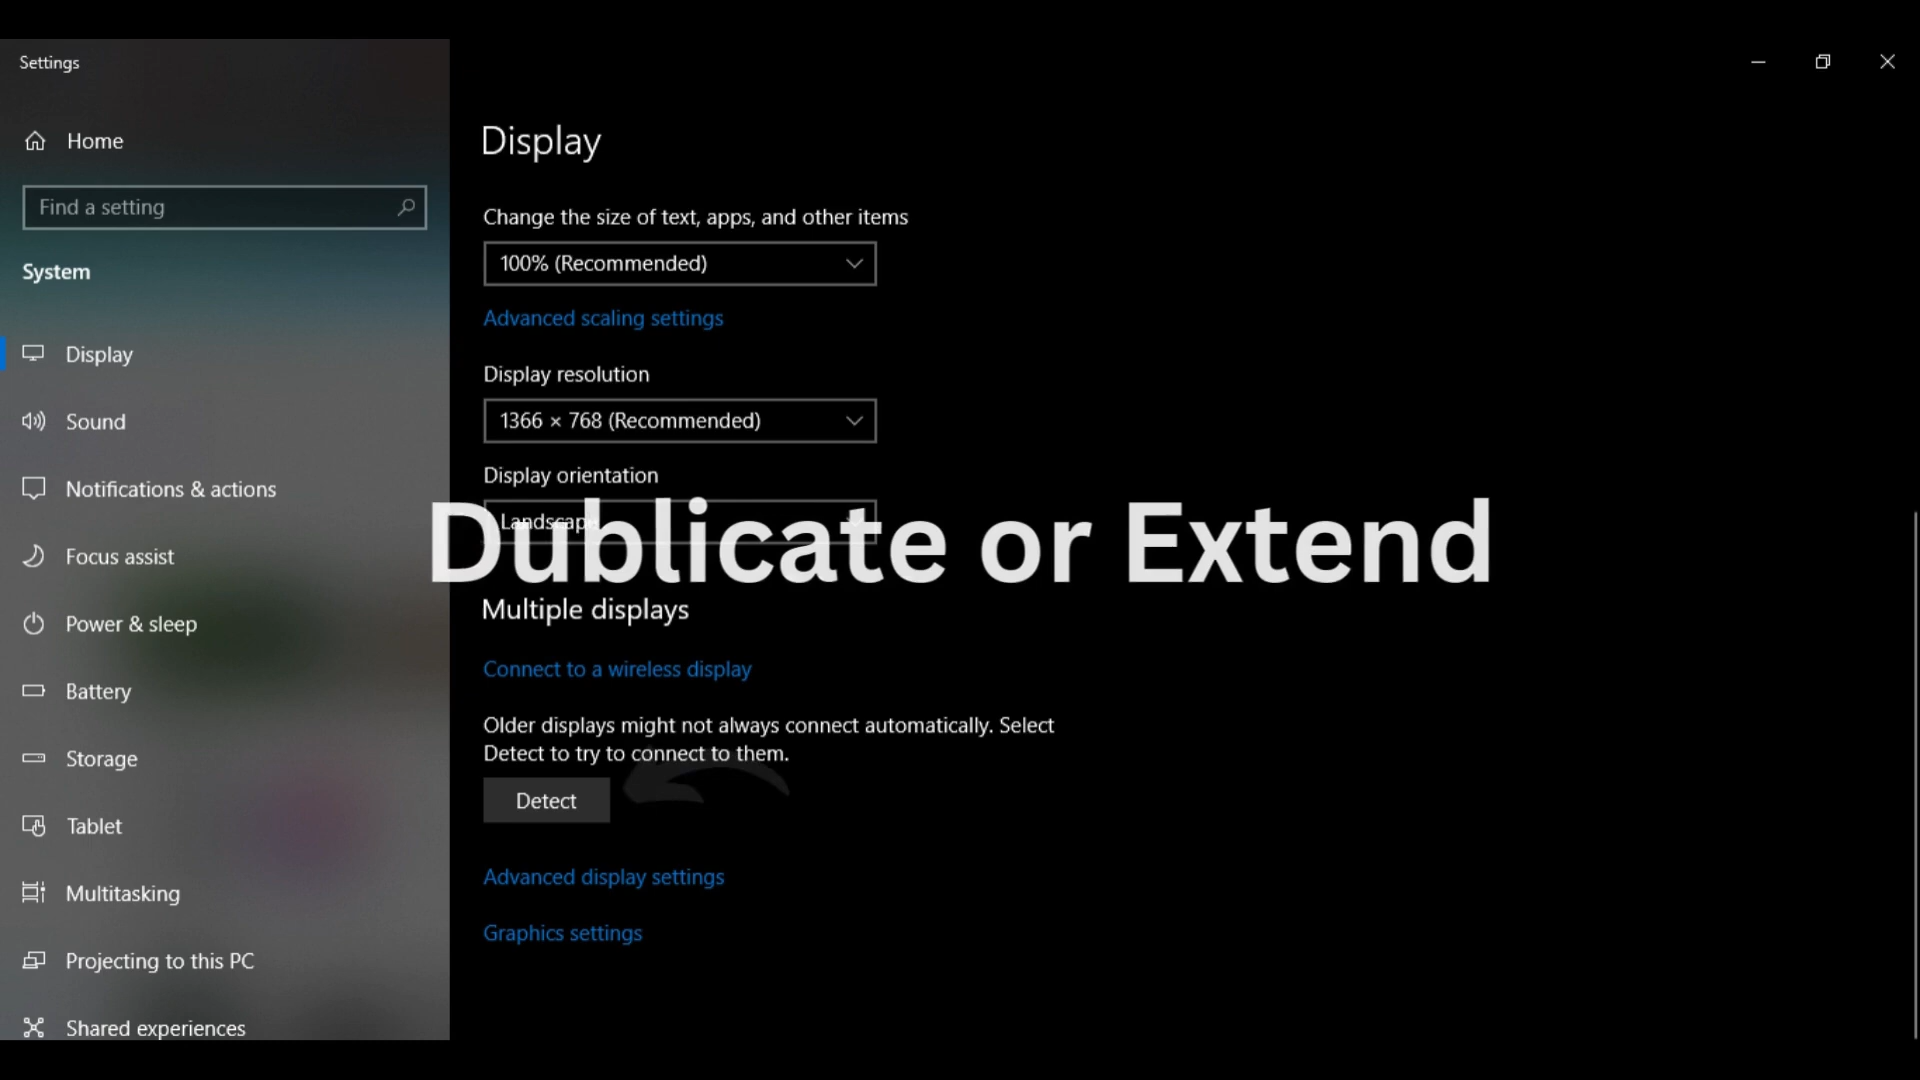 Settings
Home
Find a setting
System
Display
Sound
Notifications & actions
Focus assist
Power & sleep
Battery
Storage
Tablet
Multitasking
Projecting to this PC
Shared experiences
Display
Change the size of text, apps, and other items
100% (Recommended)
Advanced scaling settings
Display resolution
1366 × 768 (Recommended)
Display orientation
Landscape
Dublicate or Extend
Multiple displays
Connect to a wireless display
Older displays might not always connect automatically. Select
Detect to try to connect to them.
Detect
Advanced display settings
Graphics settings